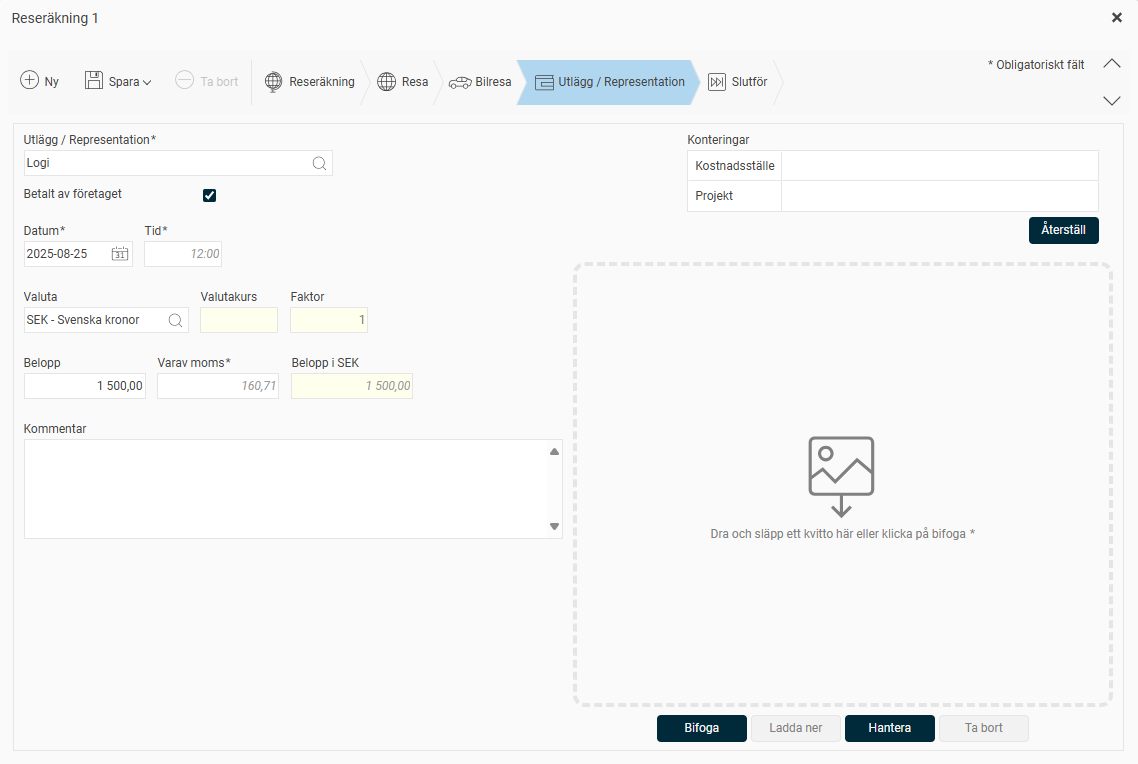 Reseräkning 1
Ny Spara Ta bort Reseräkning Resa Bilresa Utlägg / Representation Slutför * Obligatoriskt fält
Utlägg / Representation*
Logi
Betalt av företaget
Datum* Tid*
2025-08-25 31 12:00
Valuta Valutakurs Faktor
SEK - Svenska kronor 1
Belopp Varav moms* Belopp i SEK
1 500,00 160,71 1 500,00
Kommentar
Konteringar
Kostnadsställe
Projekt
Återställ
Dra och släpp ett kvitto här eller klicka på bifoga *
Bifoga Ladda ner Hantera Ta bort